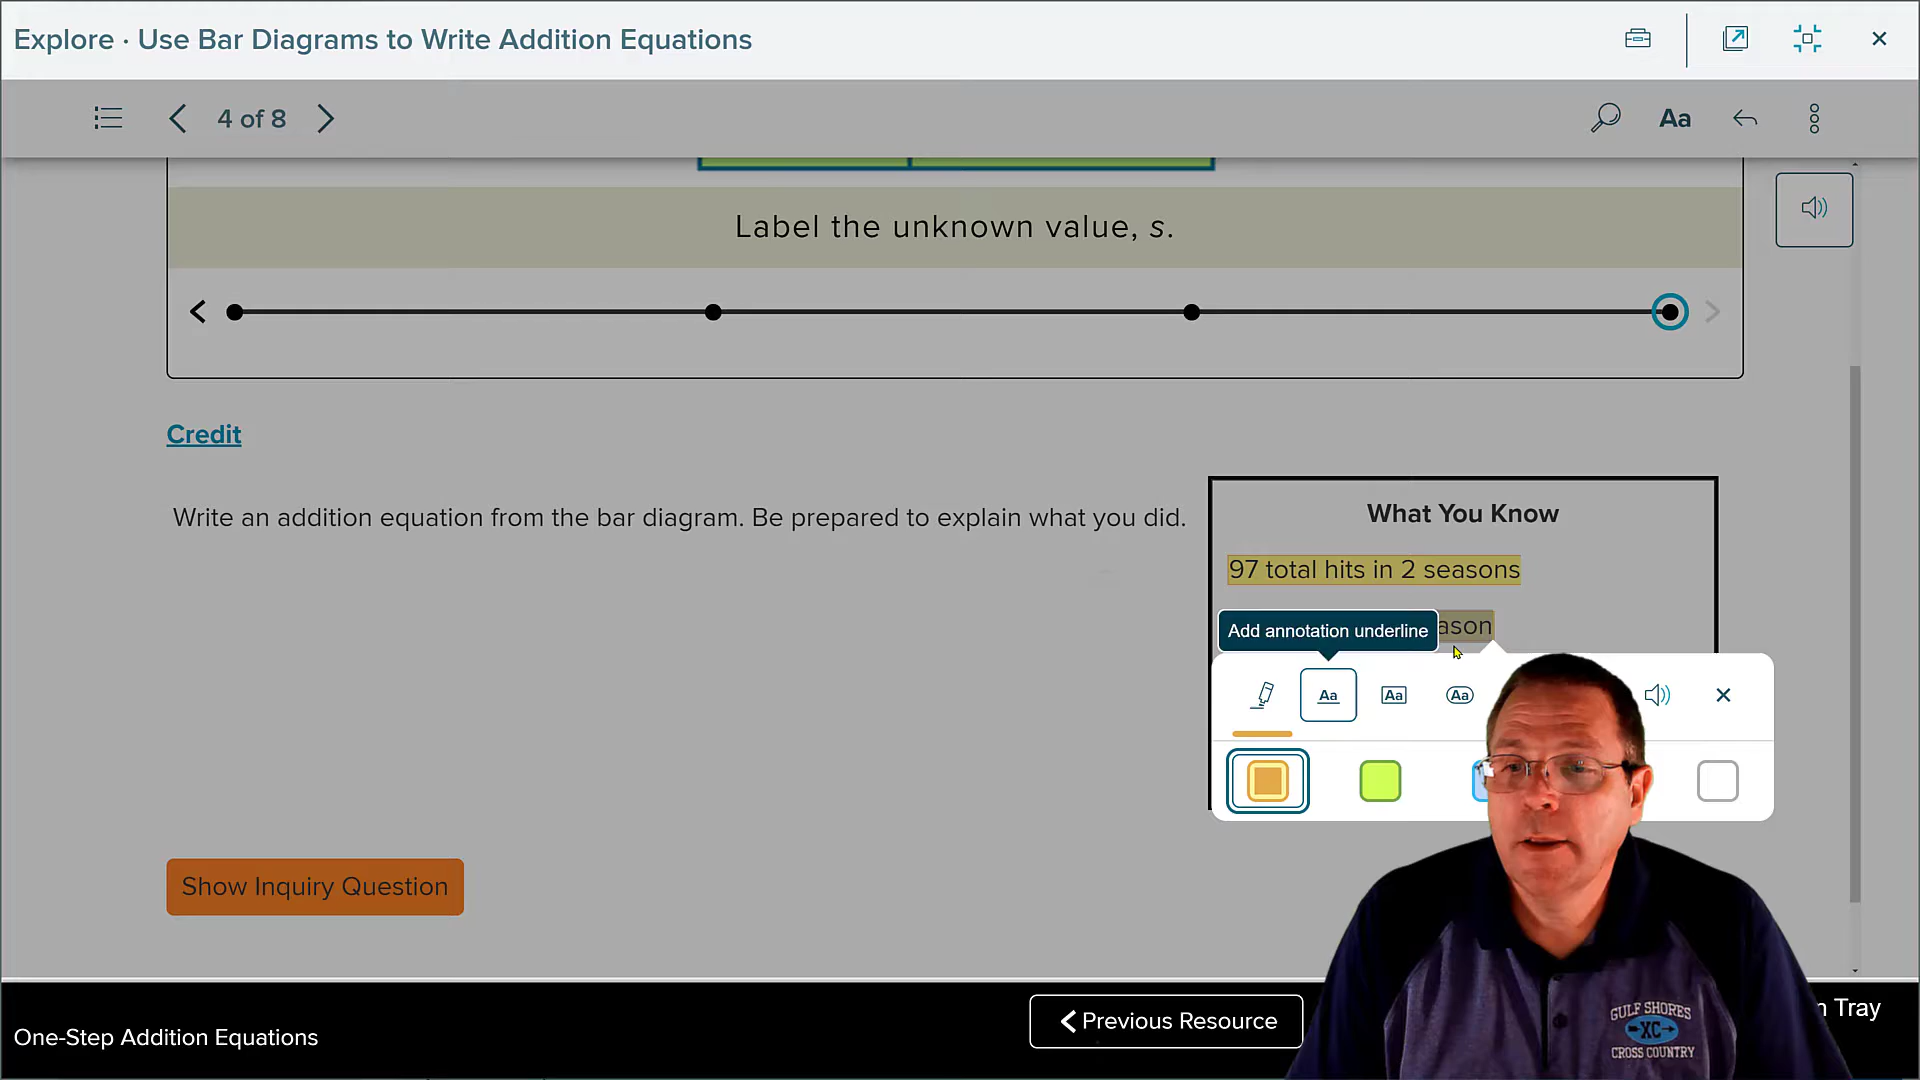 Explore · Use Bar Diagrams to Write Addition Equations
4 of 8
Aa
Label the unknown value, s.
Credit
Write an addition equation from the bar diagram. Be prepared to explain what you did.
What You Know
97 total hits in 2 seasons
Add annotation underline
ason
Aa
Aa
Aa
Show Inquiry Question
One-Step Addition Equations
Previous Resource
Tray
GULF SHORES
XC
CROSS COUNTRY